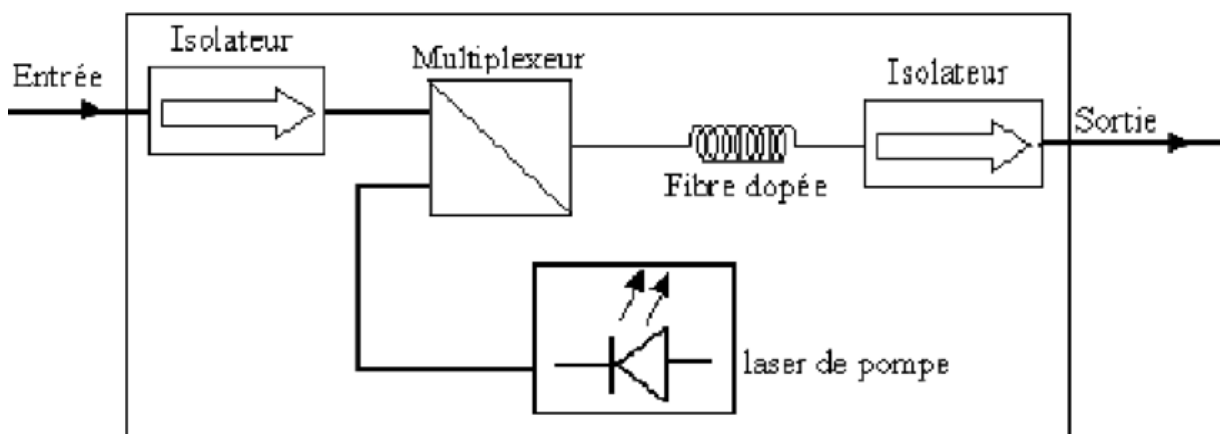 Isolateur
Entrée
Multiplexeur
Isolateur
Sortie
Fibre dopée
laser de pompe